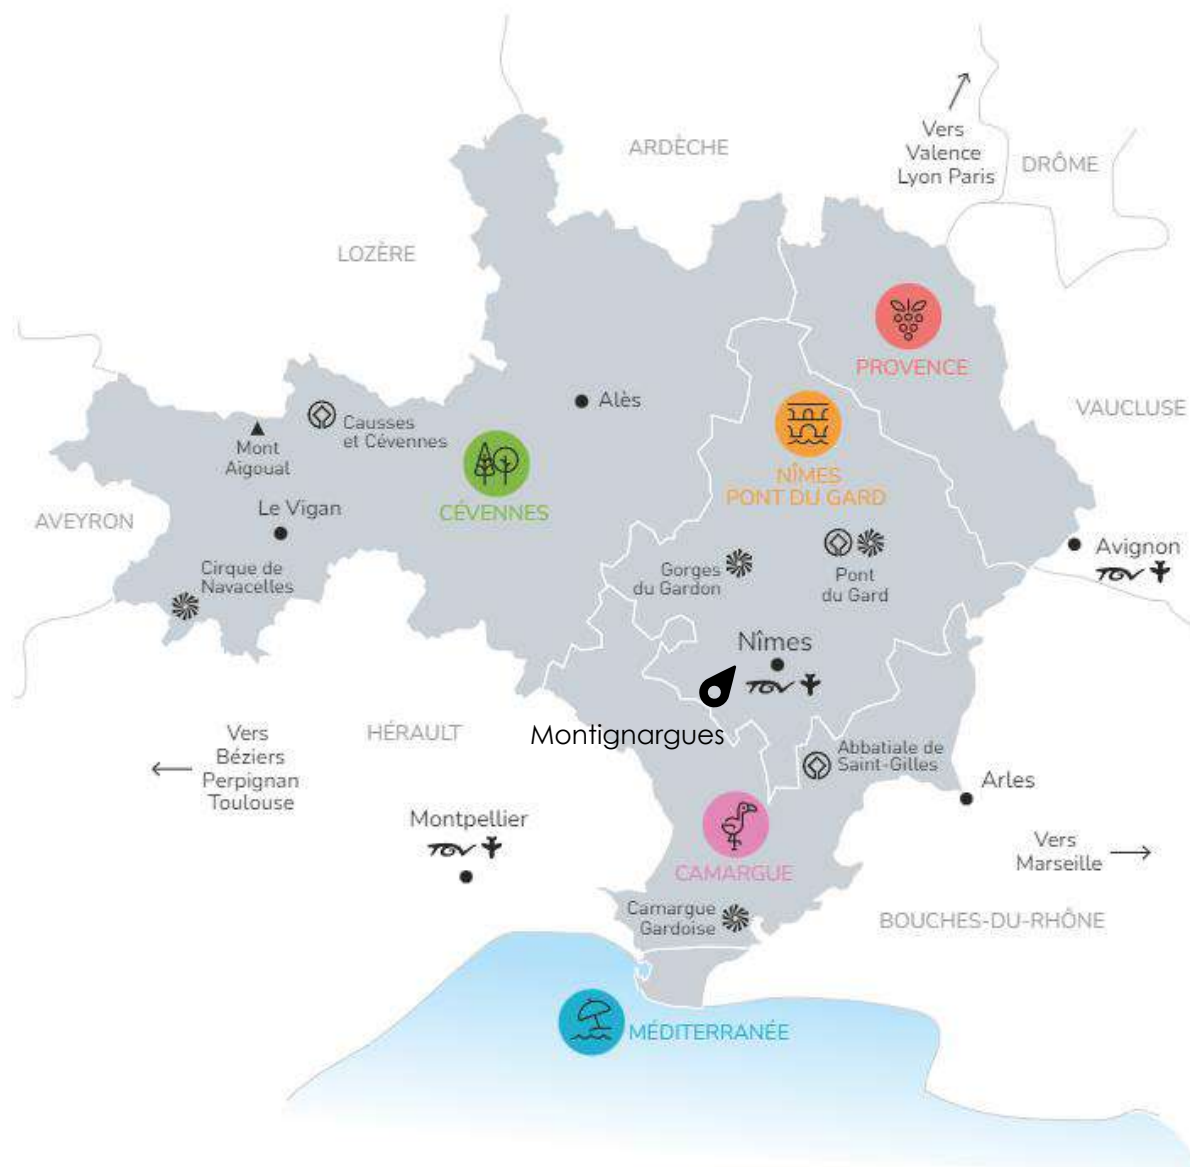 ARDÈCHE
Vers
Valence
Lyon Paris
DRÔME
LOZÈRE
PROVENCE
VAUCLUSE
Alès
Causses
et Cévennes
Mont
Aigoual
NÎMES
PONT DU GARD
CÉVENNES
Le Vigan
AVEYRON
Avignon
TGV
Cirque de
Navacelles
Gorges
du Gardon
Pont
du Gard
Nîmes
TGV
Montignargues
HÉRAULT
Vers
Béziers
Perpignan
Toulouse
Abbatiale de
Saint-Gilles
Arles
Montpellier
TGV
Vers
Marseille
CAMARGUE
Camargue
Gardoise
BOUCHES-DU-RHÔNE
MÉDITERRANÉE